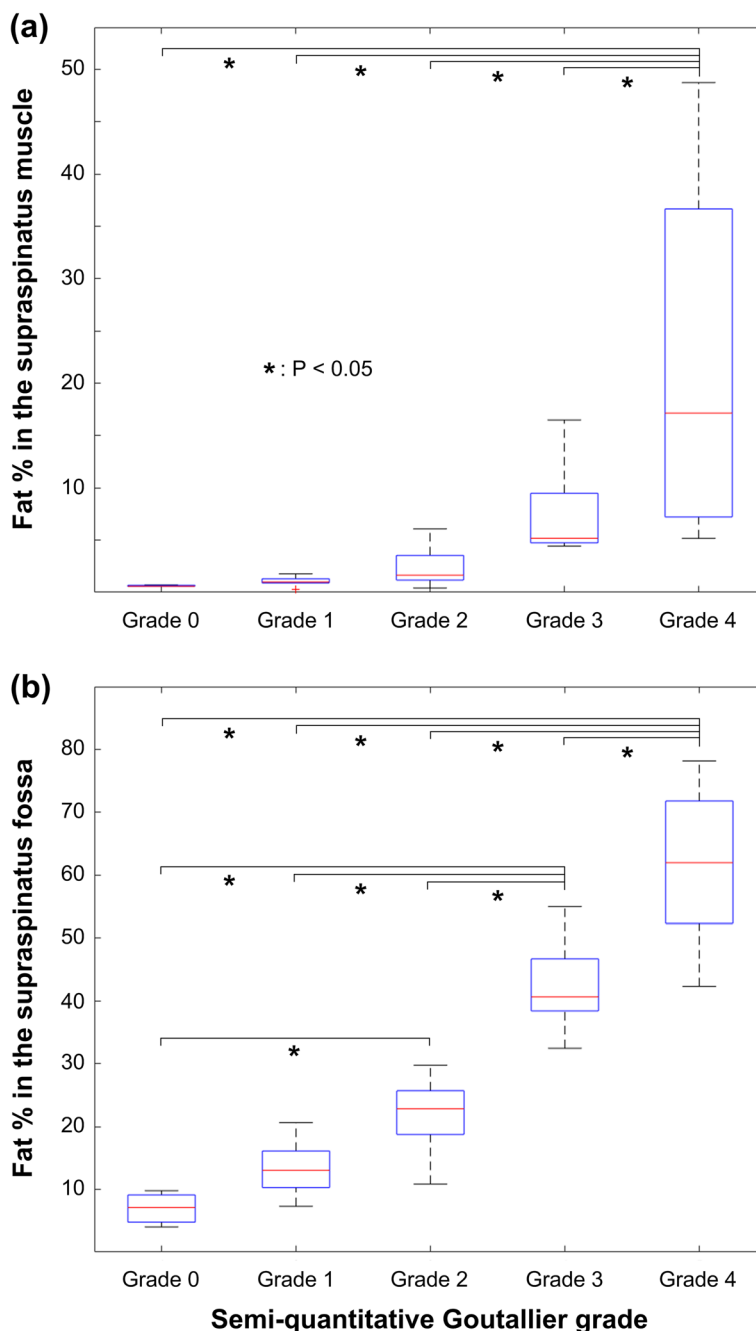 (a)
Fat % in the supraspinatus muscle
50
40
30
20
10
* * * *
* : P < 0.05
Grade 0 Grade 1 Grade 2 Grade 3 Grade 4
(b)
Fat % in the supraspinatus fossa
80
70
60
50
40
30
20
10
* * * *
* * *
*
Grade 0 Grade 1 Grade 2 Grade 3 Grade 4
Semi-quantitative Goutallier grade